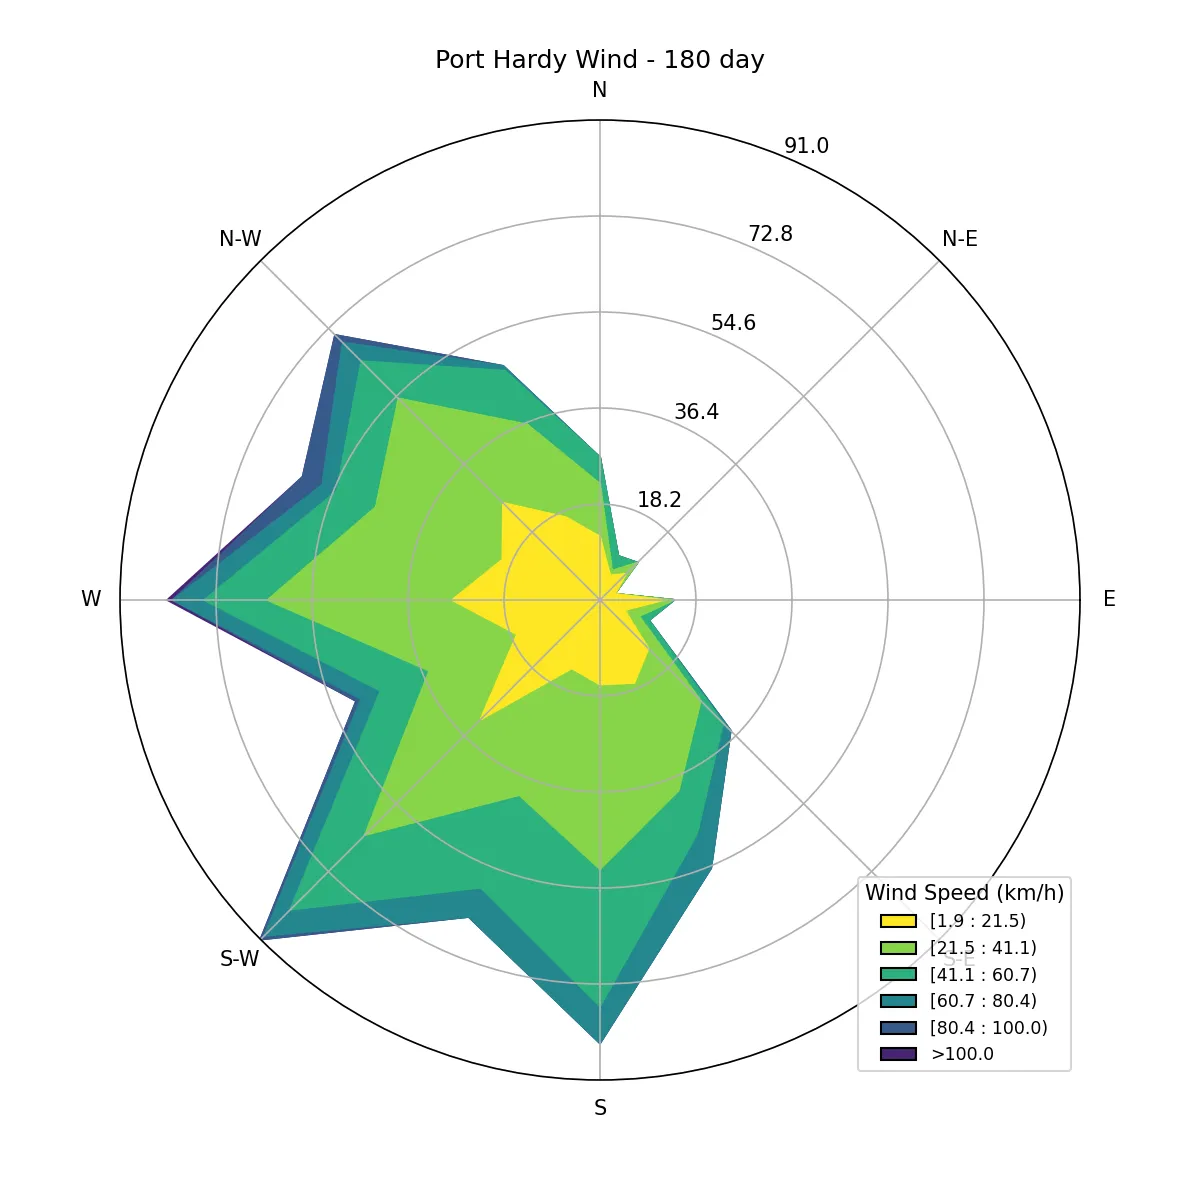 Port Hardy Wind - 180 day
N
91.0
72.8
N-W
N-E
54.6
36.4
18.2
W
E
Wind Speed (km/h)
[1.9 : 21.5)
[21.5 : 41.1)
S-W
S-E
[41.1 : 60.7)
[60.7 : 80.4)
[80.4 : 100.0)
>100.0
S